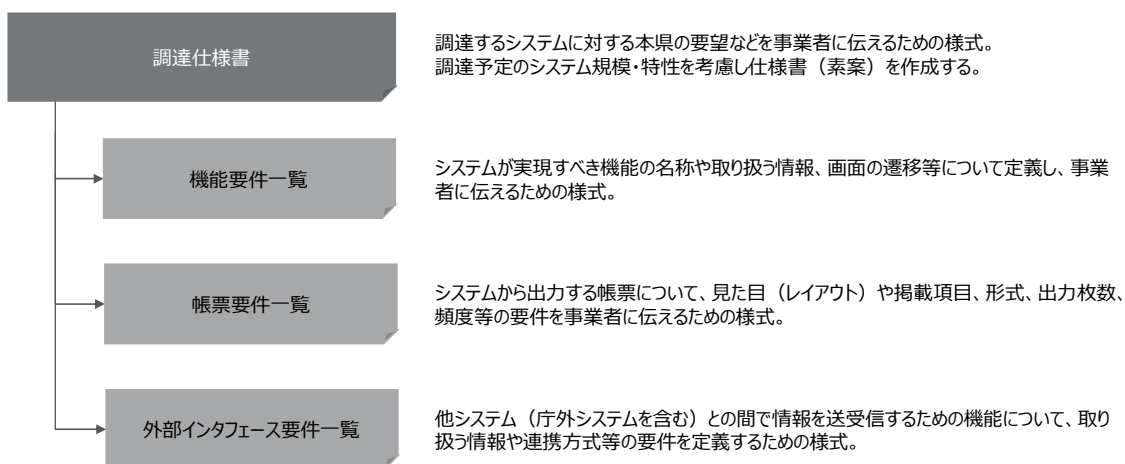 調達仕様書
調達するシステムに対する本県の要望などを事業者に伝えるための様式。
調達予定のシステム規模・特性を考慮し仕様書（素案）を作成する。
機能要件一覧
システムが実現すべき機能の名称や取り扱う情報、画面の遷移等について定義し、事業
者に伝えるための様式。
帳票要件一覧
システムから出力する帳票について、見た目（レイアウト）や掲載項目、形式、出力枚数、
頻度等の要件を事業者に伝えるための様式。
外部インタフェース要件一覧
他システム（庁外システムを含む）との間で情報を送受信するための機能について、取り
扱う情報や連携方式等の要件を定義するための様式。